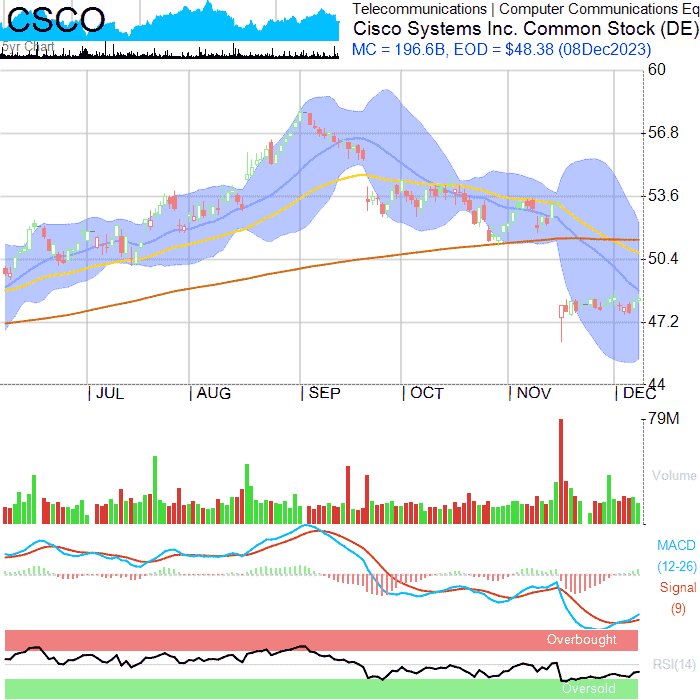 CSCO
5yr Chart
Telecommunications | Computer Communications Eq
Cisco Systems Inc. Common Stock (DE)
MC = 196.6B, EOD = $48.38 (08Dec2023)
60
56.8
53.6
50.4
47.2
44
| JUL | AUG | SEP | OCT | NOV | DEC
79M
Volume
MACD
(12-26)
Signal
(9)
Overbought
RSI(14)
Oversold